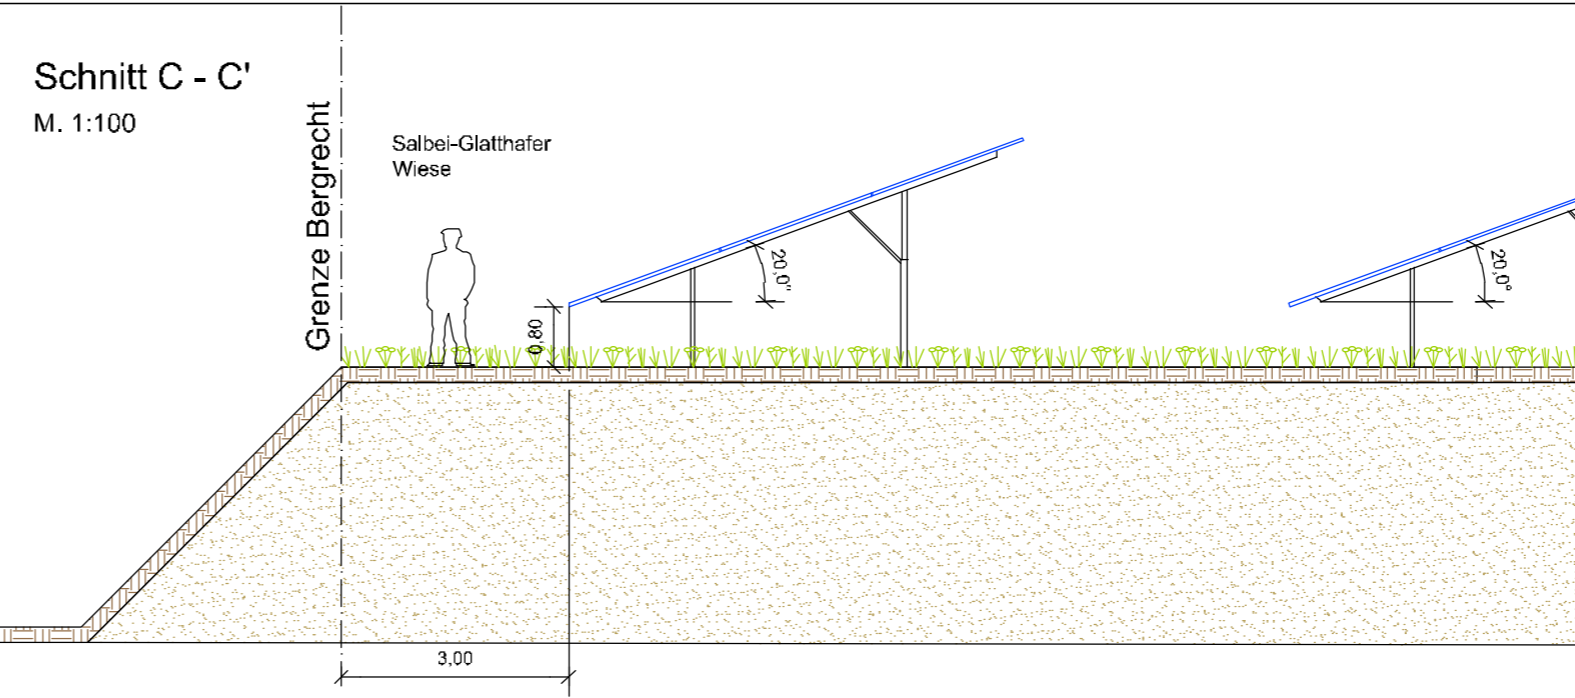 Schnitt C - C'
M. 1:100
Grenze Bergrecht
Salbei-Glatthafer
Wiese
0,80
20,0°
20,0°
3,00